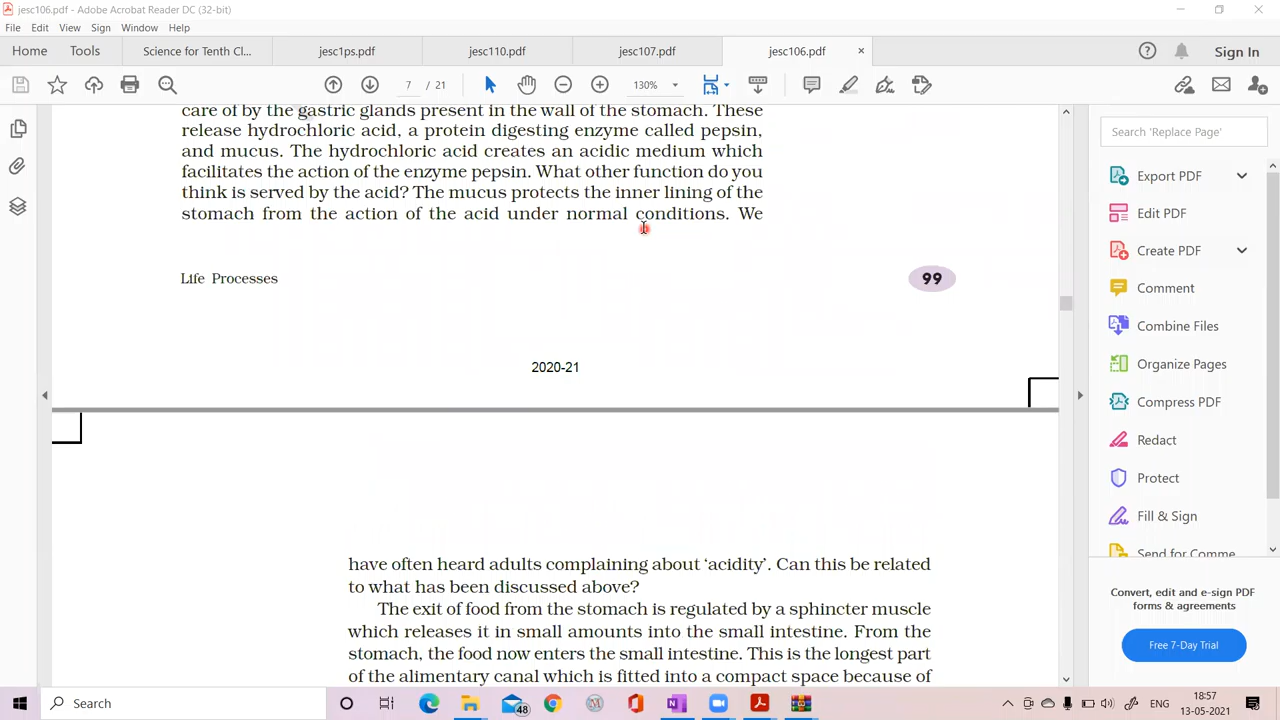 jesc106.pdf - Adobe Acrobat Reader DC (32-bit)
File Edit View Sign Window Help
Home Tools Science for Tenth Cl... jesc1ps.pdf jesc110.pdf jesc107.pdf jesc106.pdf × Sign In
7 / 21 130%
care of by the gastric glands present in the wall of the stomach. These
release hydrochloric acid, a protein digesting enzyme called pepsin,
and mucus. The hydrochloric acid creates an acidic medium which
facilitates the action of the enzyme pepsin. What other function do you
think is served by the acid? The mucus protects the inner lining of the
stomach from the action of the acid under normal conditions. We
Life Processes 99
2020-21
have often heard adults complaining about ‘acidity’. Can this be related
to what has been discussed above?
The exit of food from the stomach is regulated by a sphincter muscle
which releases it in small amounts into the small intestine. From the
stomach, the food now enters the small intestine. This is the longest part
of the alimentary canal which is fitted into a compact space because of
Search 'Replace Page'
Export PDF
Edit PDF
Create PDF
Comment
Combine Files
Organize Pages
Compress PDF
Redact
Protect
Fill & Sign
Send for Comme
Convert, edit and e-sign PDF
forms & agreements
Free 7-Day Trial
Search
48
ENG
18:57
13-05-2021